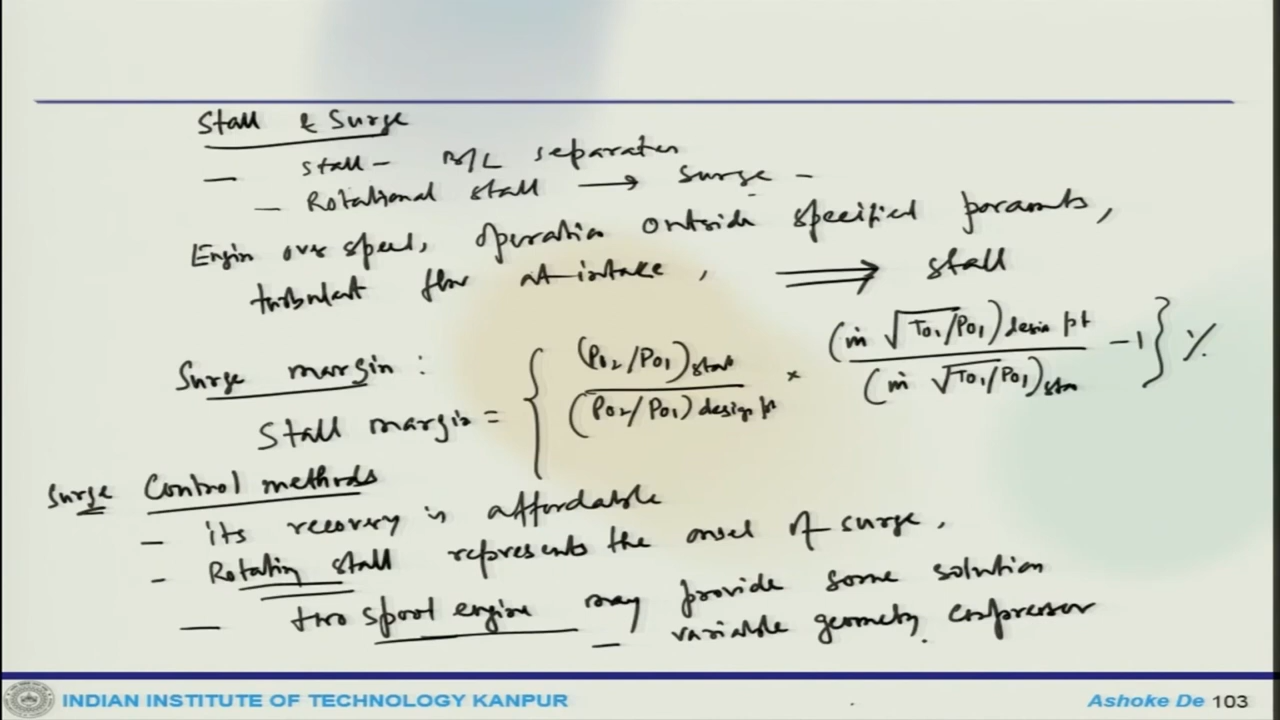 Stall & Surge
— Stall — B/L separation
— Rotational stall → Surge —
Engin over speed, operation outside specified paramts,
turbulent flow at intake, ⟹ stall
Surge margin :
Stall margin = { (P02/P01)stall / (P02/P01) design pt × (ṁ √T01/P01) design pt / (ṁ √T01/P01)stall − 1 } %
Surge Control methods
— its recovery is affordable
— Rotating stall represents the onset of surge.
— two spool engine may provide some solution
— variable geometry compressor
INDIAN INSTITUTE OF TECHNOLOGY KANPUR
Ashoke De 103